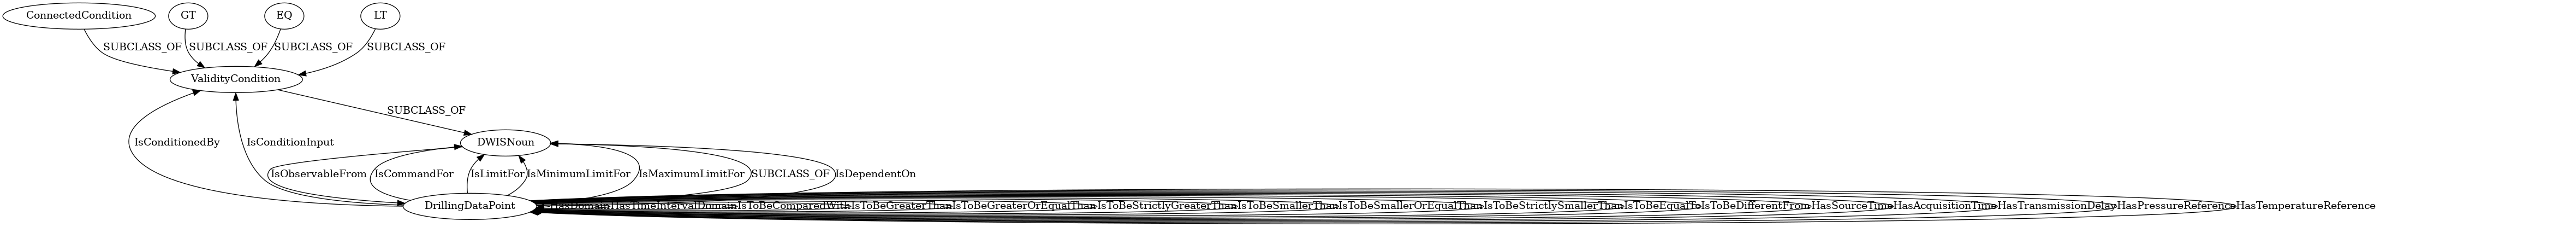 ConnectedCondition GT EQ LT
SUBCLASS_OF SUBCLASS_OF SUBCLASS_OF SUBCLASS_OF
ValidityCondition
SUBCLASS_OF
IsConditionedBy IsConditionInput DWISNoun
IsObservableFrom IsCommandFor IsLimitFor IsMinimumLimitFor IsMaximumLimitFor SUBCLASS_OF IsDependentOn
DrillingDataPoint HasDomain HasTimeIntervalDomain IsToBeComparedWith IsToBeGreaterThan IsToBeGreaterOrEqualThan IsToBeStrictlyGreaterThan IsToBeSmallerThan IsToBeSmallerOrEqualThan IsToBeStrictlySmallerThan IsToBeEqualTo IsToBeDifferentFrom HasSourceTime HasAcquisitionTime HasTransmissionDelay HasPressureReference HasTemperatureReference